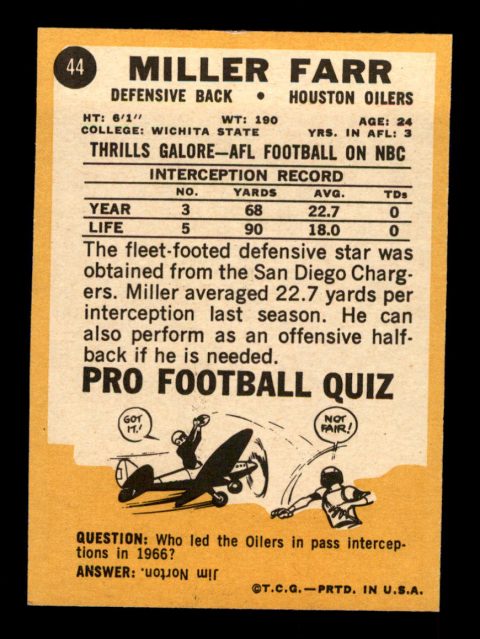 44
MILLER FARR
DEFENSIVE BACK • HOUSTON OILERS
HT: 6'1" WT: 190 AGE: 24
COLLEGE: WICHITA STATE YRS. IN AFL: 3
THRILLS GALORE—AFL FOOTBALL ON NBC
INTERCEPTION RECORD
NO. YARDS AVG. TDs
YEAR 3 68 22.7 0
LIFE 5 90 18.0 0
The fleet-footed defensive star was
obtained from the San Diego Charg-
ers. Miller averaged 22.7 yards per
interception last season. He can
also perform as an offensive half-
back if he is needed.
PRO FOOTBALL QUIZ
GOT
IT!
NOT
FAIR!
QUESTION: Who led the Oilers in pass intercep-
tions in 1966?
ANSWER: Jim Norton.
©T.C.G.—PRTD. IN U.S.A.